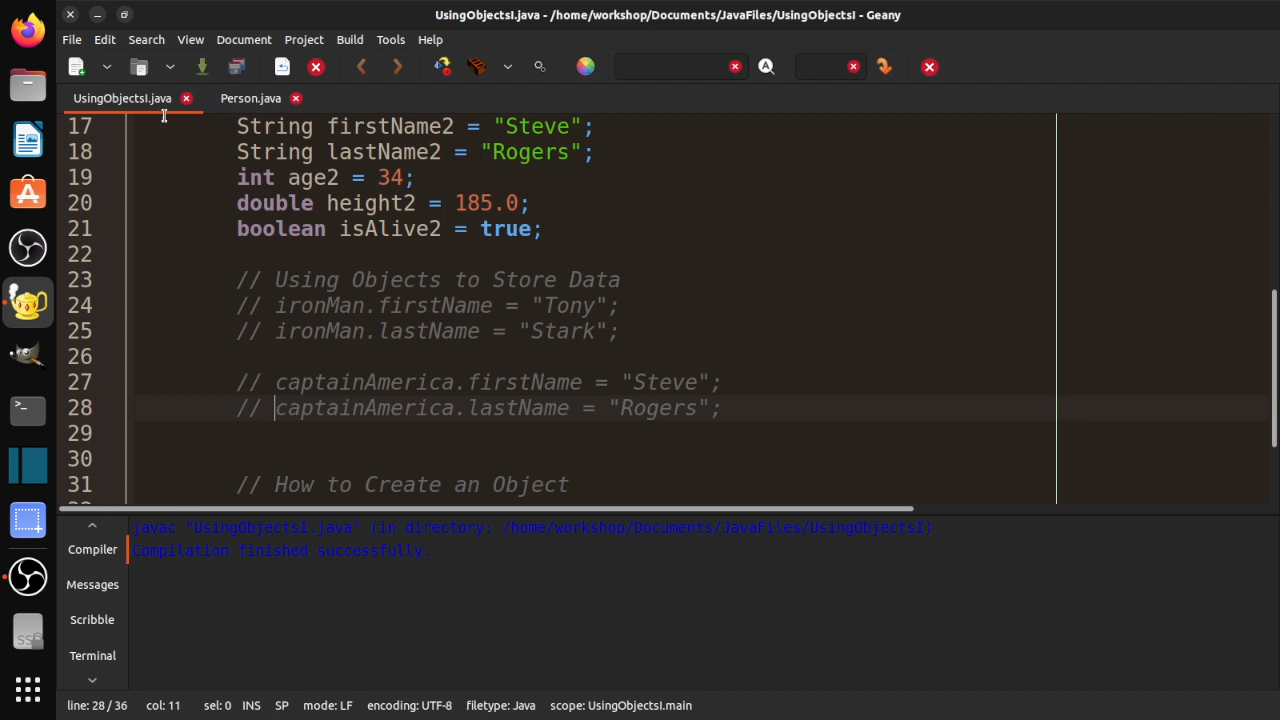 UsingObjectsI.java - /home/workshop/Documents/JavaFiles/UsingObjectsI - Geany
File Edit Search View Document Project Build Tools Help
UsingObjectsI.java Person.java
17 String firstName2 = "Steve";
18 String lastName2 = "Rogers";
19 int age2 = 34;
20 double height2 = 185.0;
21 boolean isAlive2 = true;
22
23 // Using Objects to Store Data
24 // ironMan.firstName = "Tony";
25 // ironMan.lastName = "Stark";
26
27 // captainAmerica.firstName = "Steve";
28 // captainAmerica.lastName = "Rogers";
29
30
31 // How to Create an Object
Compiler
Messages
Scribble
Terminal
javac "UsingObjectsI.java" (in directory: /home/workshop/Documents/JavaFiles/UsingObjectsI)
Compilation finished successfully.
SSD
line: 28 / 36 col: 11 sel: 0 INS SP mode: LF encoding: UTF-8 filetype: Java scope: UsingObjectsI.main